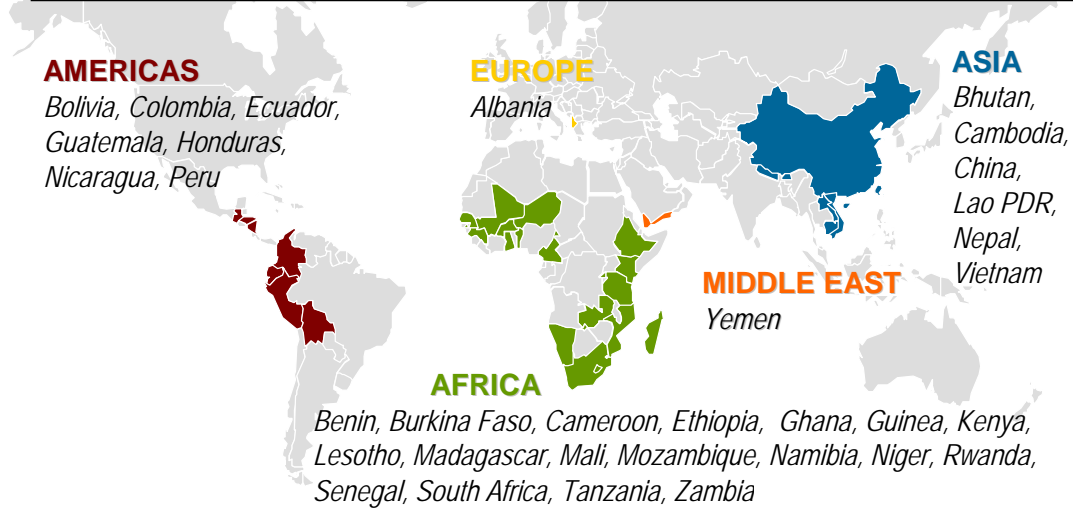 AMERICAS
Bolivia, Colombia, Ecuador,
Guatemala, Honduras,
Nicaragua, Peru
EUROPE
Albania
ASIA
Bhutan,
Cambodia,
China,
Lao PDR,
Nepal,
Vietnam
MIDDLE EAST
Yemen
AFRICA
Benin, Burkina Faso, Cameroon, Ethiopia, Ghana, Guinea, Kenya,
Lesotho, Madagascar, Mali, Mozambique, Namibia, Niger, Rwanda,
Senegal, South Africa, Tanzania, Zambia